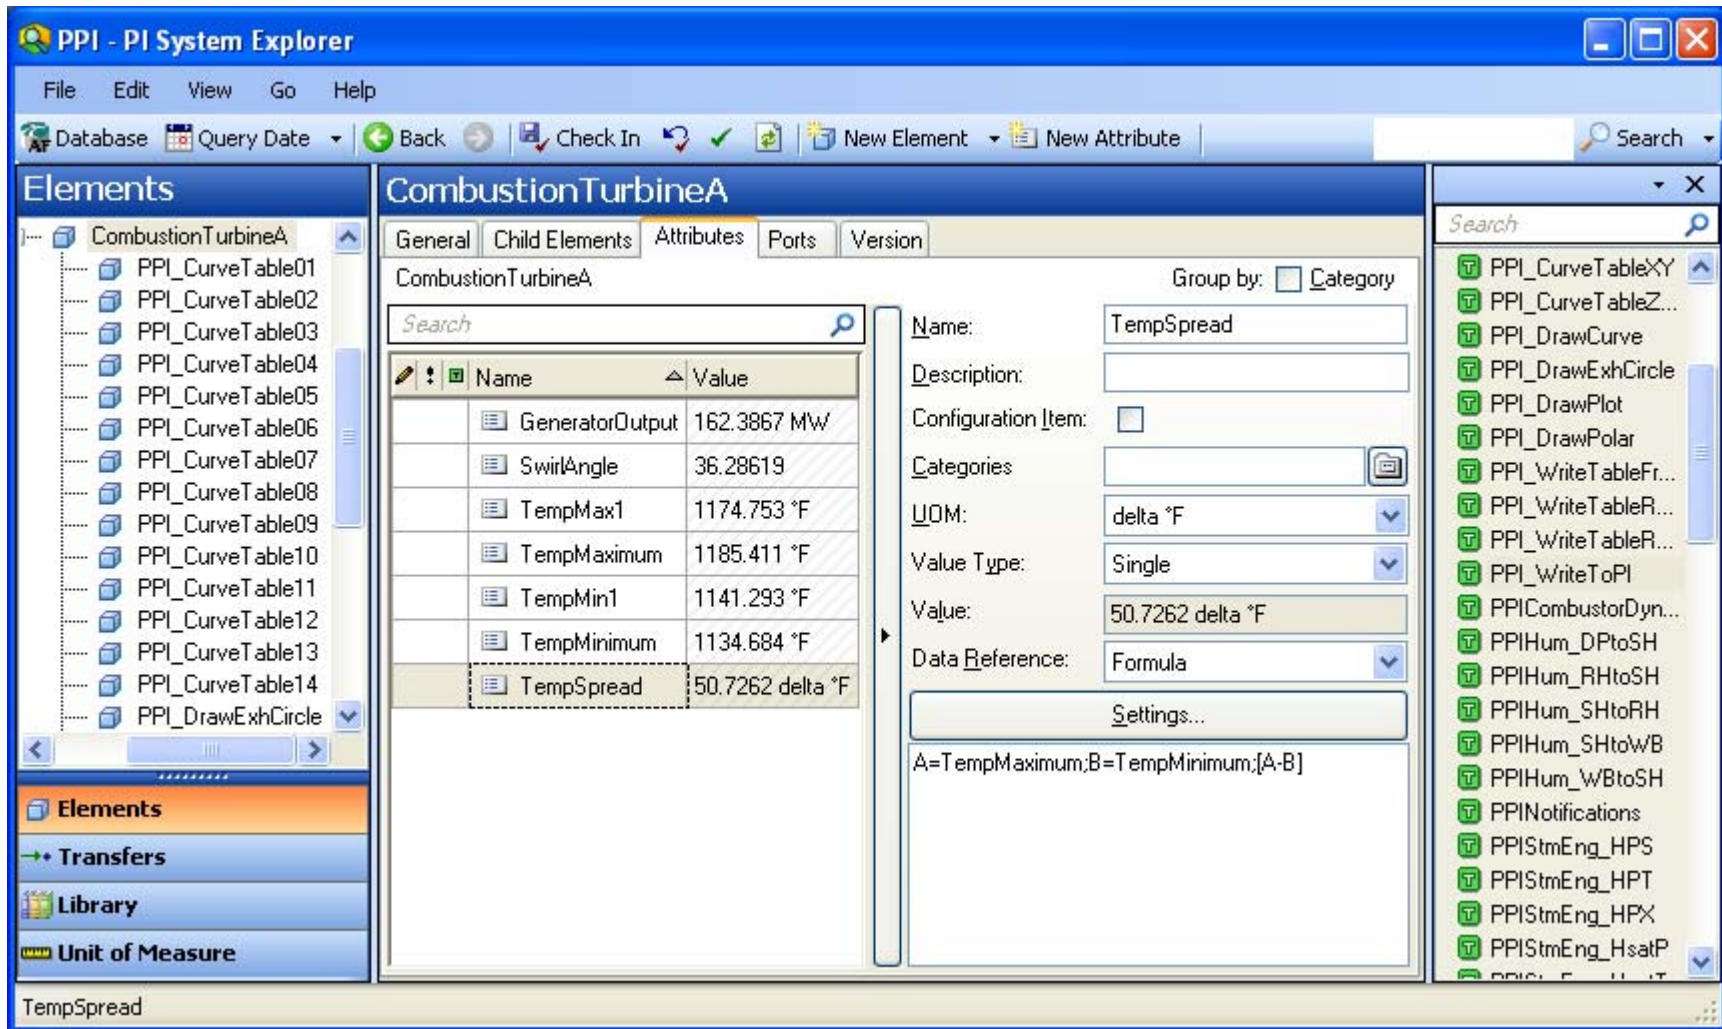 PPI - PI System Explorer
File Edit View Go Help
AF Database Query Date Back Check In New Element New Attribute Search
Elements
CombustionTurbineA
PPI_CurveTable01
PPI_CurveTable02
PPI_CurveTable03
PPI_CurveTable04
PPI_CurveTable05
PPI_CurveTable06
PPI_CurveTable07
PPI_CurveTable08
PPI_CurveTable09
PPI_CurveTable10
PPI_CurveTable11
PPI_CurveTable12
PPI_CurveTable13
PPI_CurveTable14
PPI_DrawExhCircle
Elements
Transfers
Library
Unit of Measure
CombustionTurbineA
General Child Elements Attributes Ports Version
CombustionTurbineA
Group by: Category
Search
Name Value
GeneratorOutput 162.3867 MW
SwirlAngle 36.28619
TempMax1 1174.753 °F
TempMaximum 1185.411 °F
TempMin1 1141.293 °F
TempMinimum 1134.684 °F
TempSpread 50.7262 delta °F
Name: TempSpread
Description:
Configuration Item:
Categories
UOM: delta °F
Value Type: Single
Value: 50.7262 delta °F
Data Reference: Formula
Settings...
A=TempMaximum;B=TempMinimum;[A-B]
Search
PPI_CurveTableXY
PPI_CurveTableZ...
PPI_DrawCurve
PPI_DrawExhCircle
PPI_DrawPlot
PPI_DrawPolar
PPI_WriteTableFr...
PPI_WriteTableR...
PPI_WriteTableR...
PPI_WriteToPI
PPICombustorDyn...
PPIHum_DPtoSH
PPIHum_RHtoSH
PPIHum_SHtoRH
PPIHum_SHtoWB
PPIHum_WBtoSH
PPINotifications
PPIStmEng_HPS
PPIStmEng_HPT
PPIStmEng_HPX
PPIStmEng_HsatP
TempSpread